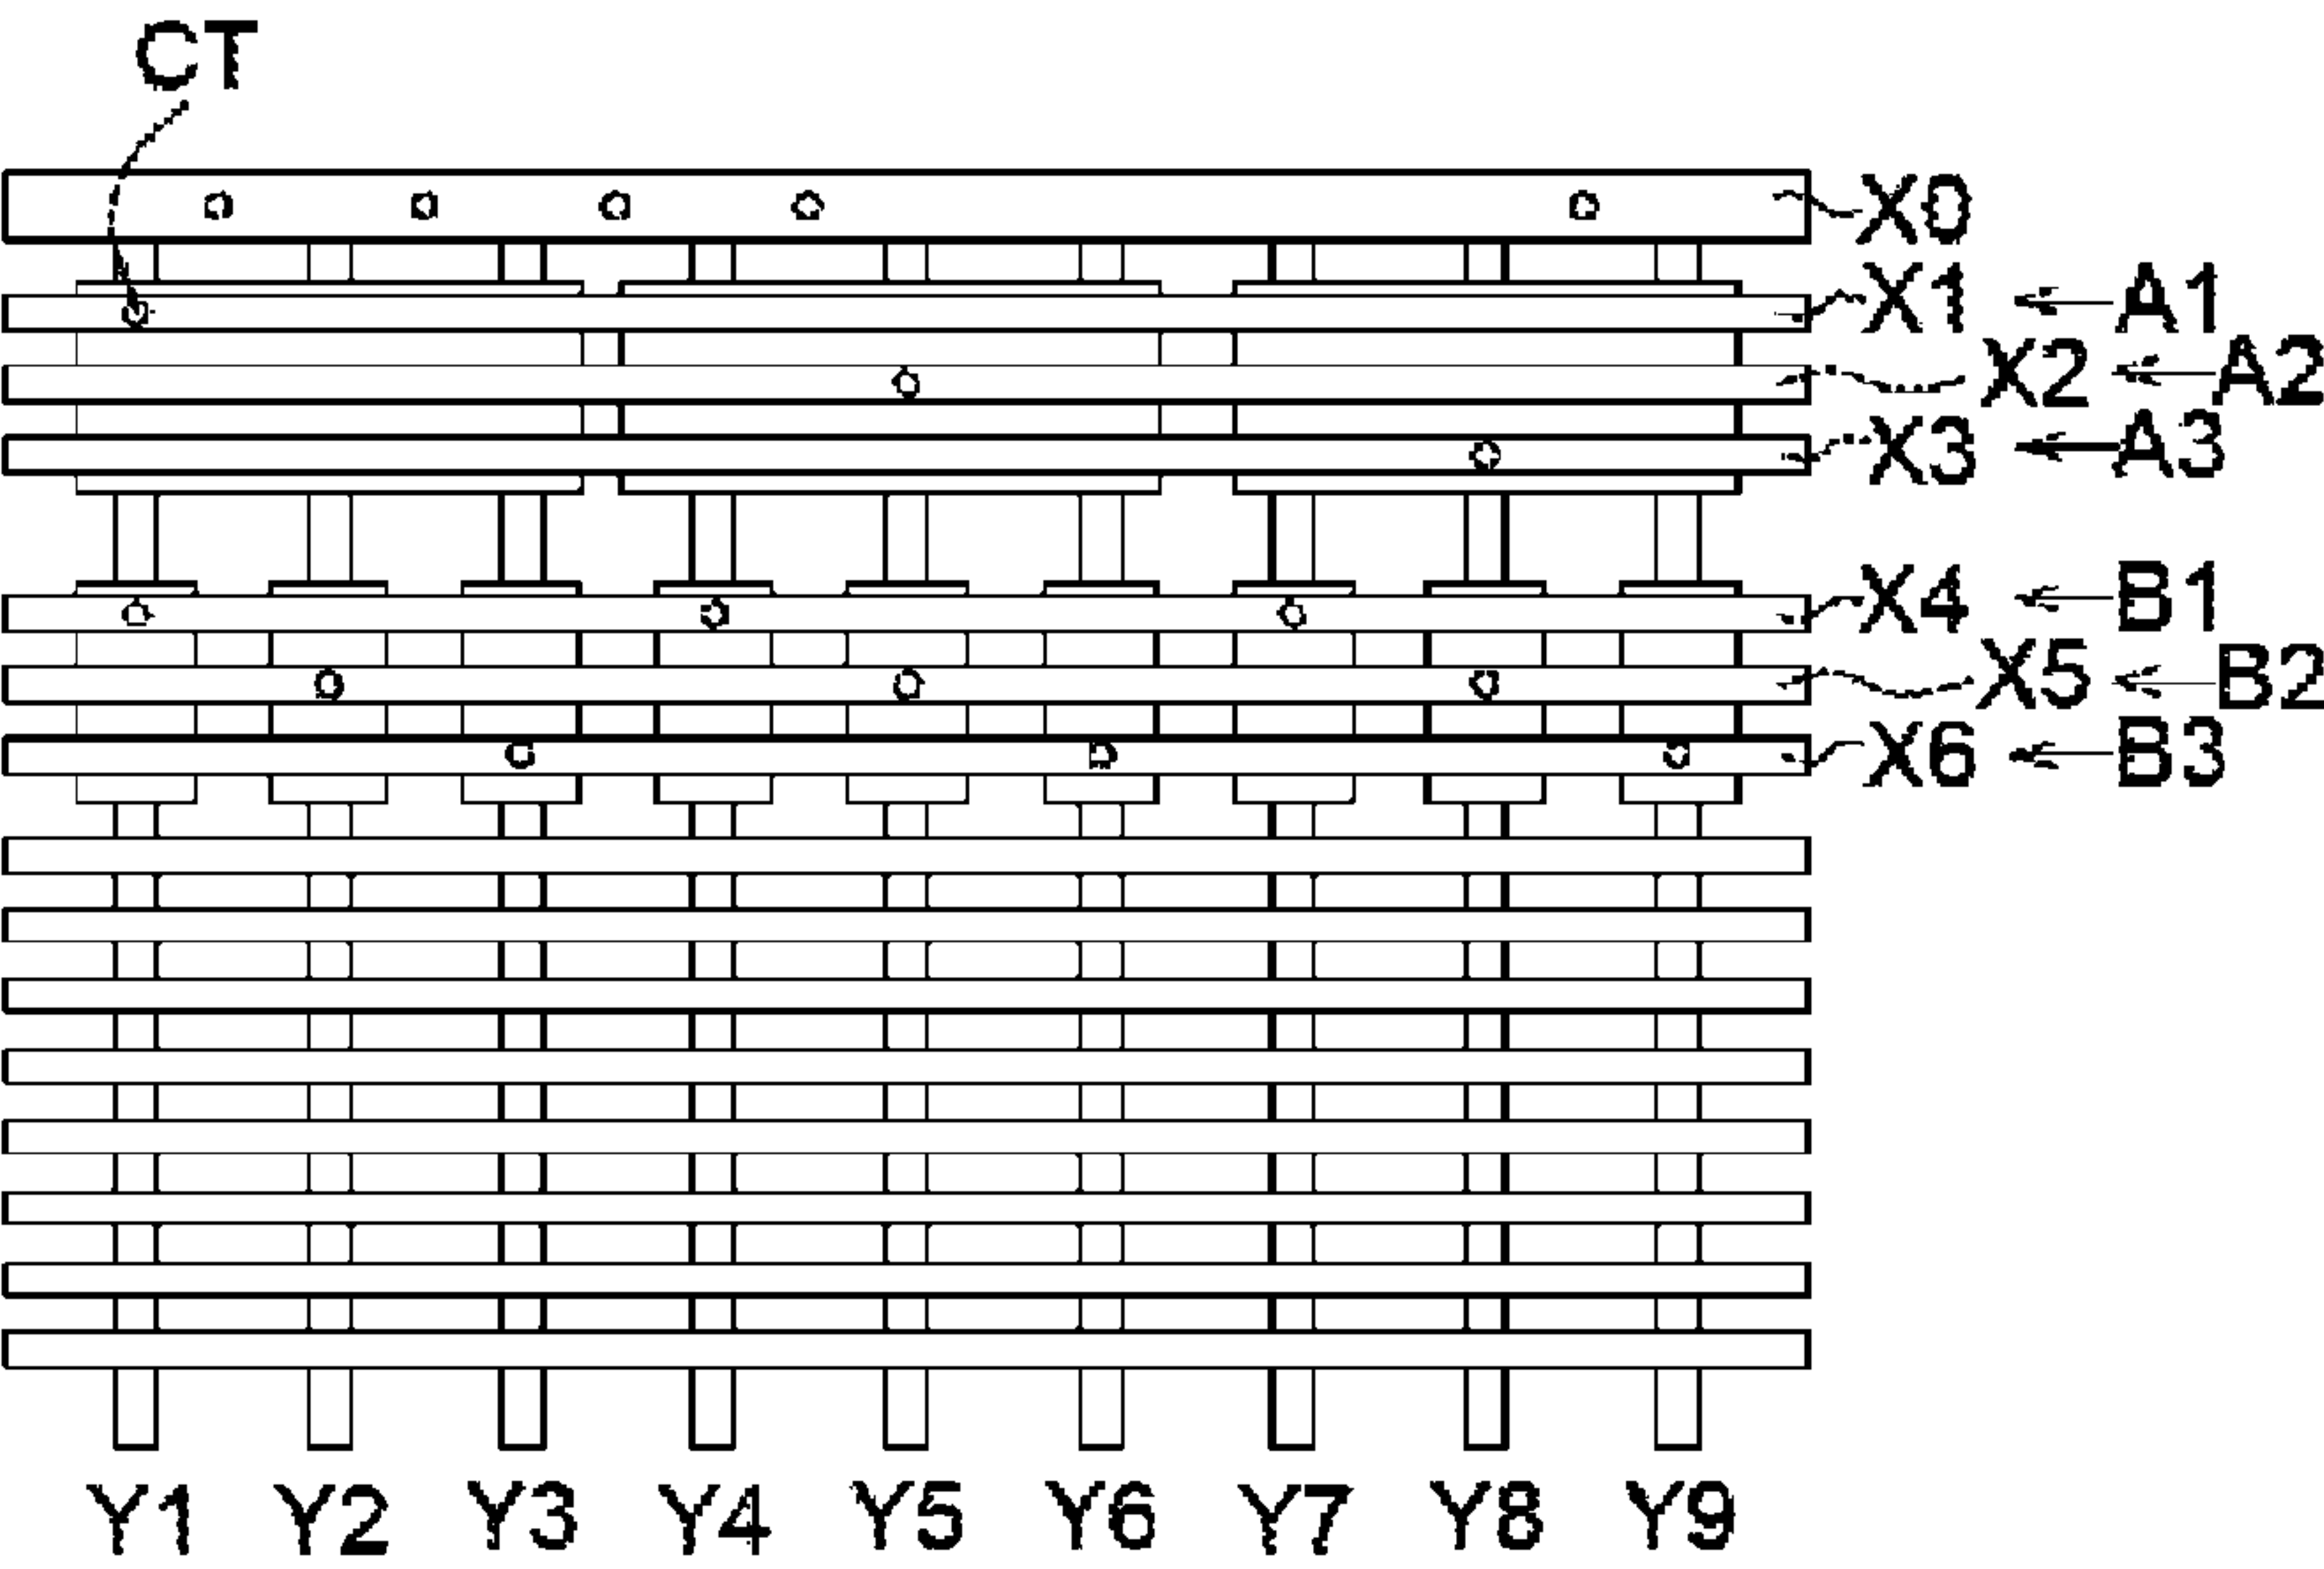 CT
X0
X1 A1
X2 A2
X3 A3
X4 B1
X5 B2
X6 B3
Y1 Y2 Y3 Y4 Y5 Y6 Y7 Y8 Y9